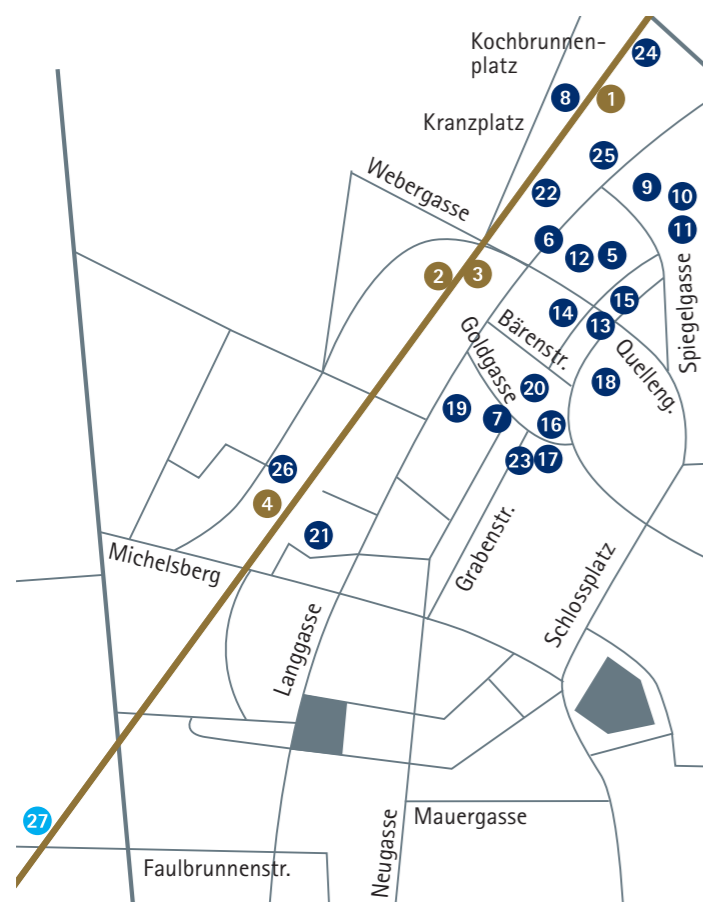 Kochbrunnen-
platz
24
8
1
Kranzplatz
25
Webergasse
22
9
10
11
6
12
5
2
3
Spiegelgasse
15
14
13
Goldgasse
Bärenstr.
Quelleng.
18
20
19
7
16
23
17
26
4
21
Michelsberg
Grabenstr.
Schlossplatz
Langgasse
27
Mauergasse
Neugasse
Faulbrunnenstr.